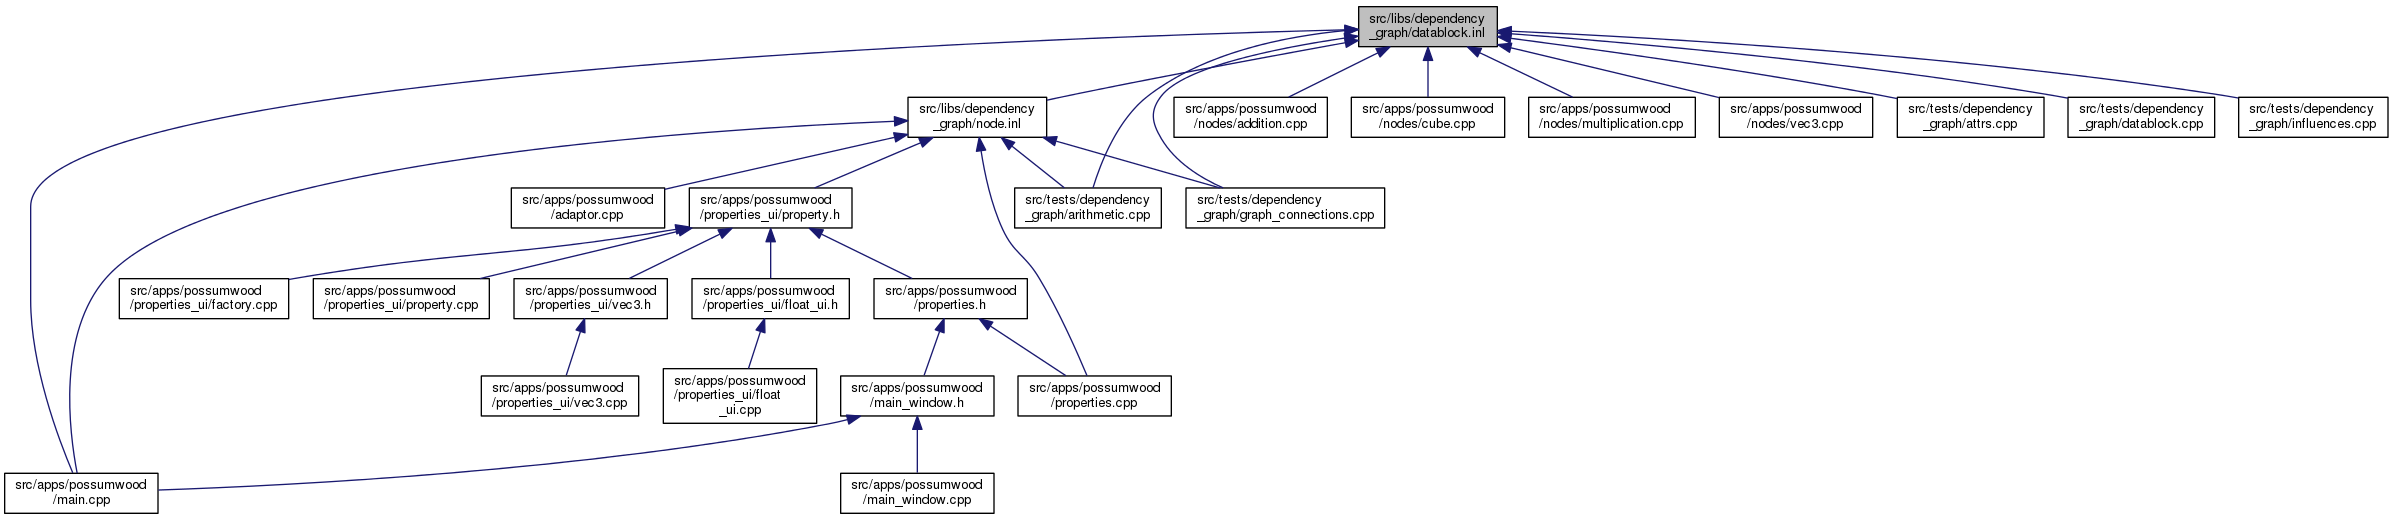 src/libs/dependency
_graph/datablock.inl
src/libs/dependency
_graph/node.inl
src/apps/possumwood
/nodes/addition.cpp
src/apps/possumwood
/nodes/cube.cpp
src/apps/possumwood
/nodes/multiplication.cpp
src/apps/possumwood
/nodes/vec3.cpp
src/tests/dependency
_graph/attrs.cpp
src/tests/dependency
_graph/datablock.cpp
src/tests/dependency
_graph/influences.cpp
src/apps/possumwood
/adaptor.cpp
src/apps/possumwood
/properties_ui/property.h
src/tests/dependency
_graph/arithmetic.cpp
src/tests/dependency
_graph/graph_connections.cpp
src/apps/possumwood
/properties_ui/factory.cpp
src/apps/possumwood
/properties_ui/property.cpp
src/apps/possumwood
/properties_ui/vec3.h
src/apps/possumwood
/properties_ui/float_ui.h
src/apps/possumwood
/properties.h
src/apps/possumwood
/properties_ui/vec3.cpp
src/apps/possumwood
/properties_ui/float
_ui.cpp
src/apps/possumwood
/main_window.h
src/apps/possumwood
/properties.cpp
src/apps/possumwood
/main.cpp
src/apps/possumwood
/main_window.cpp